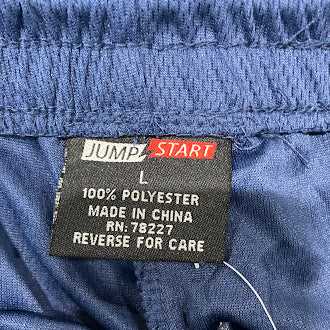 JUMP START
L
100% POLYESTER
MADE IN CHINA
RN: 78227
REVERSE FOR CARE